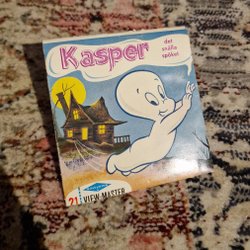 Kasper
det
snälla
spöket
21 VIEW-MASTER